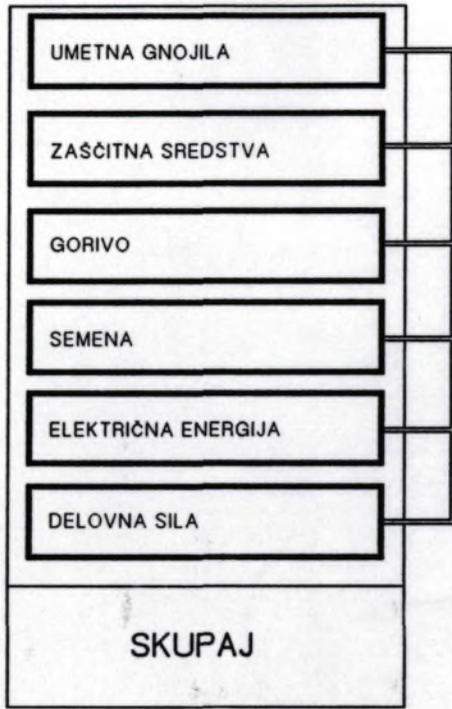 UMETNA GNOJILA
ZAŠČITNA SREDSTVA
GORIVO
SEMENA
ELEKTRIČNA ENERGIJA
DELOVNA SILA
SKUPAJ